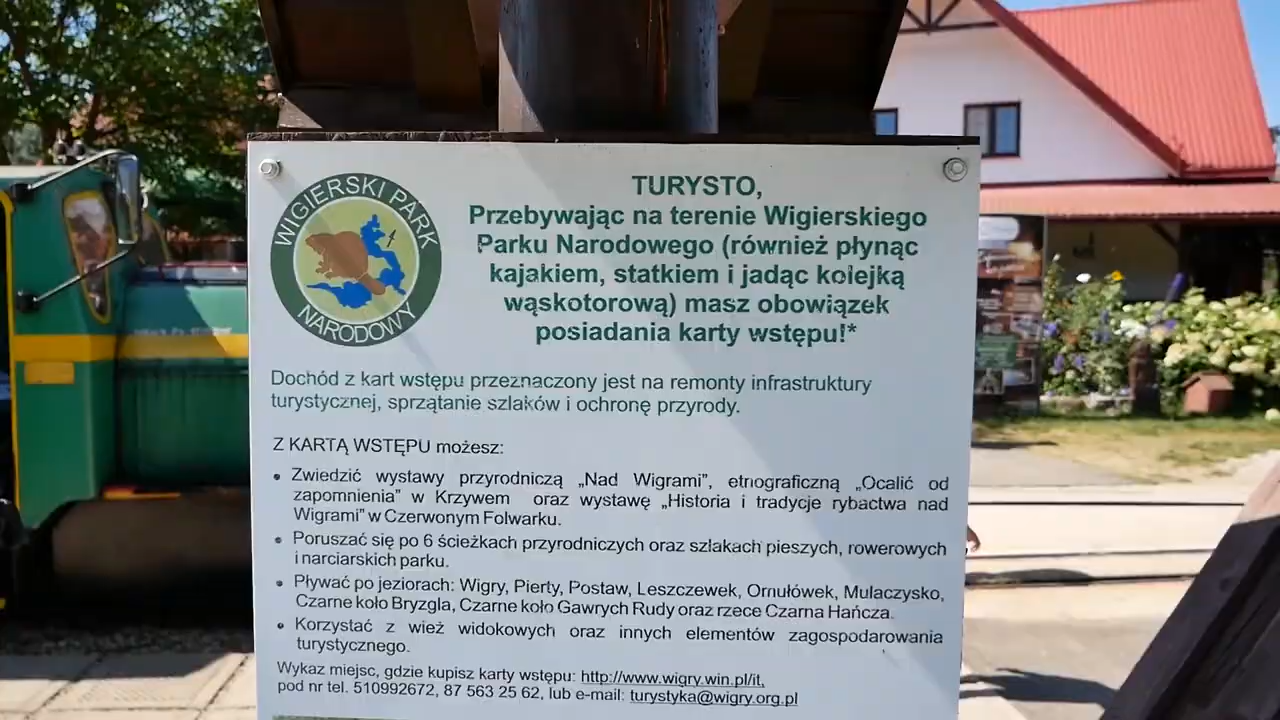 WIGIERSKI PARK
NARODOWY
TURYSTO,
Przebywając na terenie Wigierskiego
Parku Narodowego (również płynąc
kajakiem, statkiem i jadąc kolejką
wąskotorową) masz obowiązek
posiadania karty wstępu!*
Dochód z kart wstępu przeznaczony jest na remonty infrastruktury
turystycznej, sprzątanie szlaków i ochronę przyrody.
Z KARTĄ WSTĘPU możesz:
• Zwiedzić wystawy przyrodniczą „Nad Wigrami”, etnograficzną „Ocalić od
zapomnienia” w Krzywem oraz wystawę „Historia i tradycje rybactwa nad
Wigrami” w Czerwonym Folwarku.
• Poruszać się po 6 ścieżkach przyrodniczych oraz szlakach pieszych, rowerowych
i narciarskich parku.
• Pływać po jeziorach: Wigry, Pierty, Postaw, Leszczewek, Omułówek, Mulaczysko,
Czarne koło Bryzgla, Czarne koło Gawrych Rudy oraz rzece Czarna Hańcza.
• Korzystać z wież widokowych oraz innych elementów zagospodarowania
turystycznego.
Wykaz miejsc, gdzie kupisz karty wstępu: http://www.wigry.win.pl/it,
pod nr tel. 510992672, 87 563 25 62, lub e-mail: turystyka@wigry.org.pl